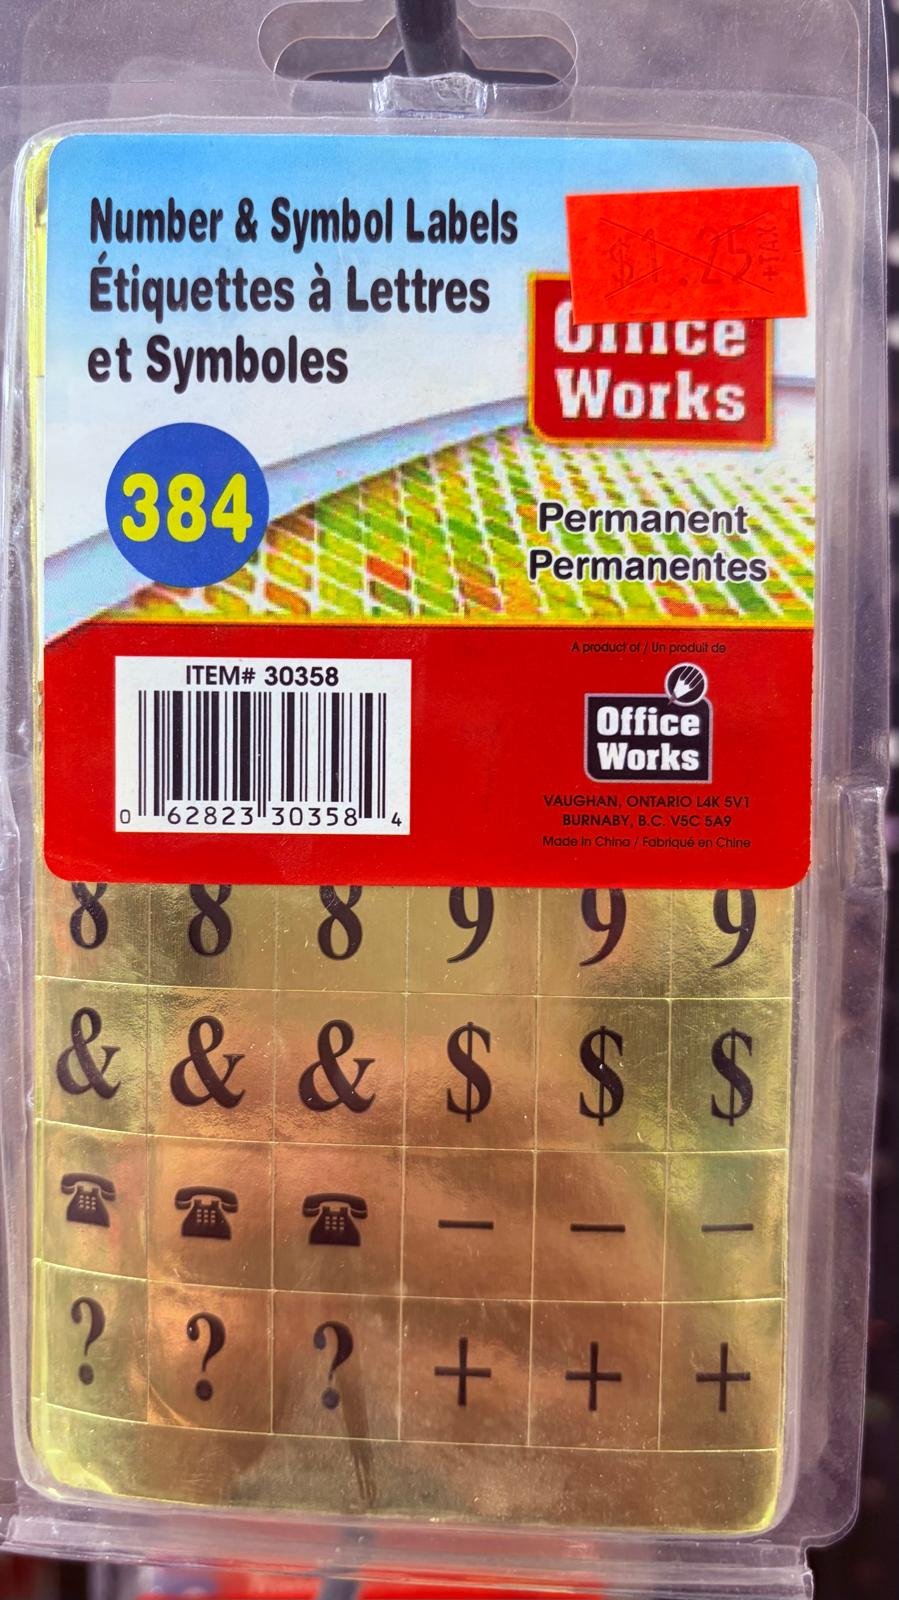 Number & Symbol Labels
Étiquettes à Lettres
et Symboles
$1.25 +TAX
Office
Works
384
Permanent
Permanentes
ITEM# 30358
0 62823 30358 4
A product of / Un produit de
Office
Works
VAUGHAN, ONTARIO L4K 5V1
BURNABY, B.C. V5C 5A9
Made in China / Fabriqué en Chine
8 8 8 9 9 9
& & & $ $ $
☎ ☎ ☎ — — —
? ? ? + + +